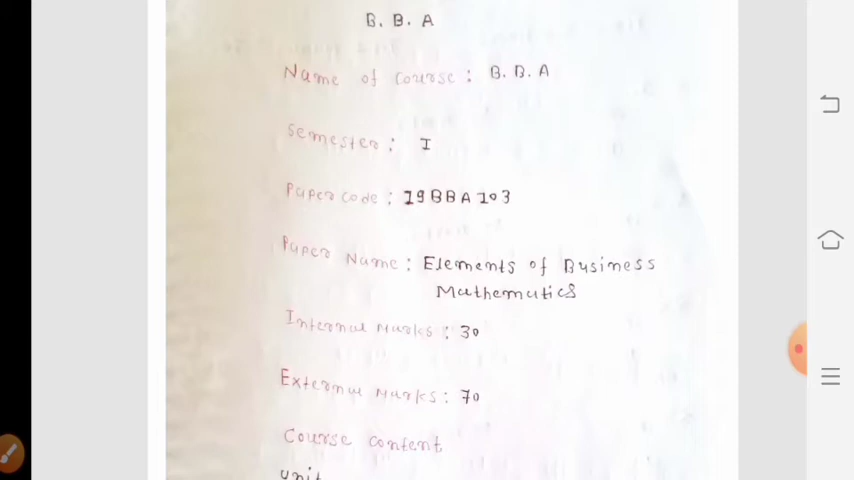 B. B. A
Name of Course : B. B. A
Semester : I
Paper code : 19BBA103
Paper Name : Elements of Business
Mathematics
Internal Marks : 30
External Marks : 70
Course content
unit